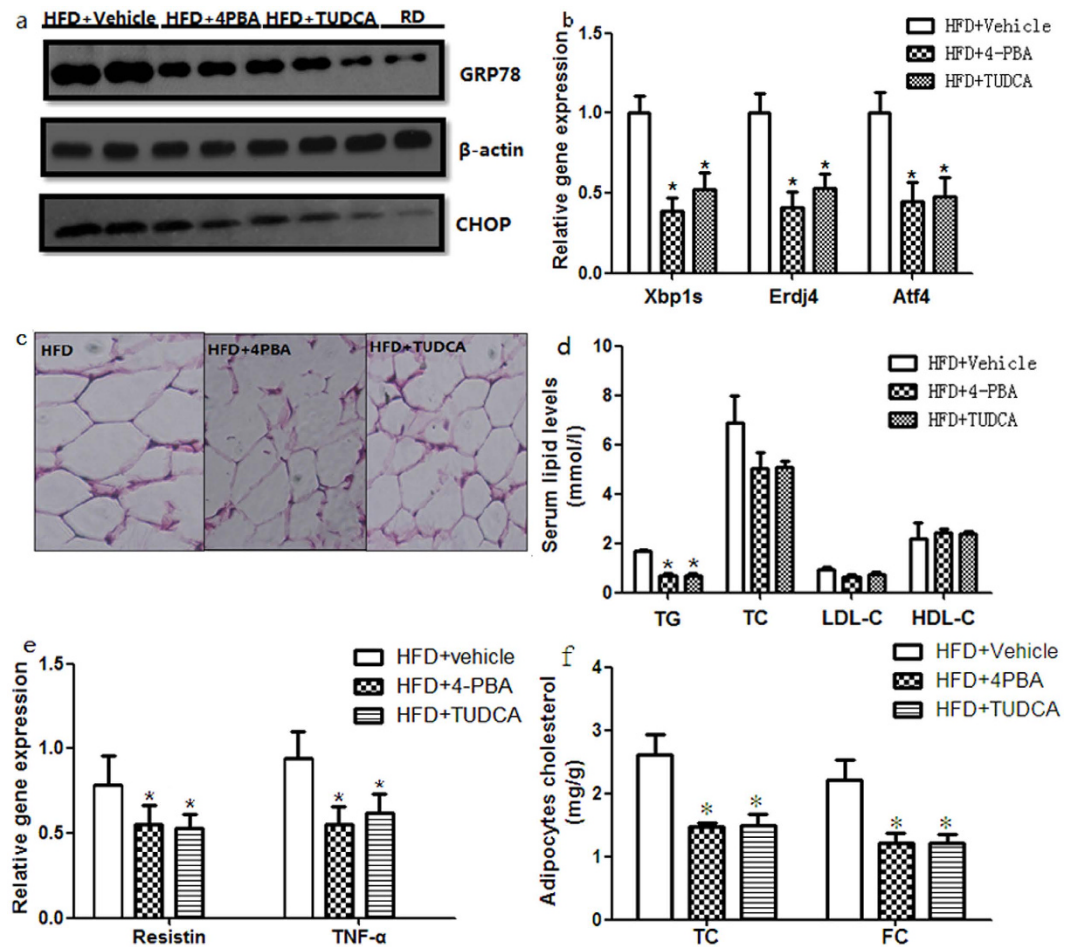 a
HFD+Vehicle HFD+4PBA HFD+TUDCA RD
GRP78
β-actin
CHOP
b
Relative gene expression
1.5
1.0
0.5
0.0
HFD+Vehicle
HFD+4-PBA
HFD+TUDCA
* * * * * *
Xbp1s Erdj4 Atf4
c
HFD HFD+4PBA HFD+TUDCA
d
Serum lipid levels
(mmol/l)
10
8
6
4
2
0
HFD+Vehicle
HFD+4-PBA
HFD+TUDCA
* *
TG TC LDL-C HDL-C
e
Relative gene expression
1.5
1.0
0.5
0.0
HFD+vehicle
HFD+4-PBA
HFD+TUDCA
* * * *
Resistin TNF-α
f
Adipocytes cholesterol
(mg/g)
4
3
2
1
0
HFD+Vehicle
HFD+4PBA
HFD+TUDCA
* * * *
TC FC